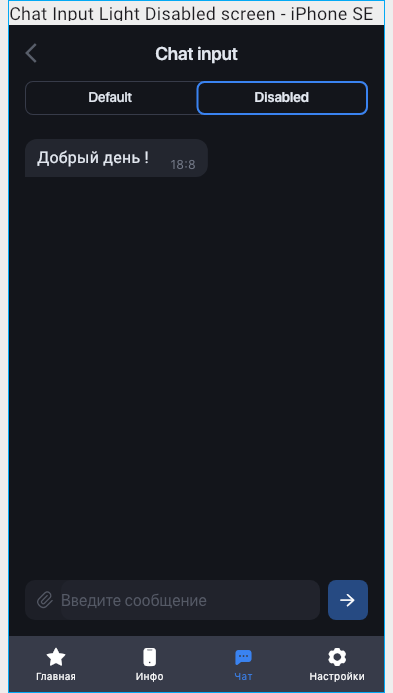 Chat Input Light Disabled screen - iPhone SE
Chat input
Default
Disabled
Добрый день !
18:8
Введите сообщение
Главная
Инфо
Чат
Настройки